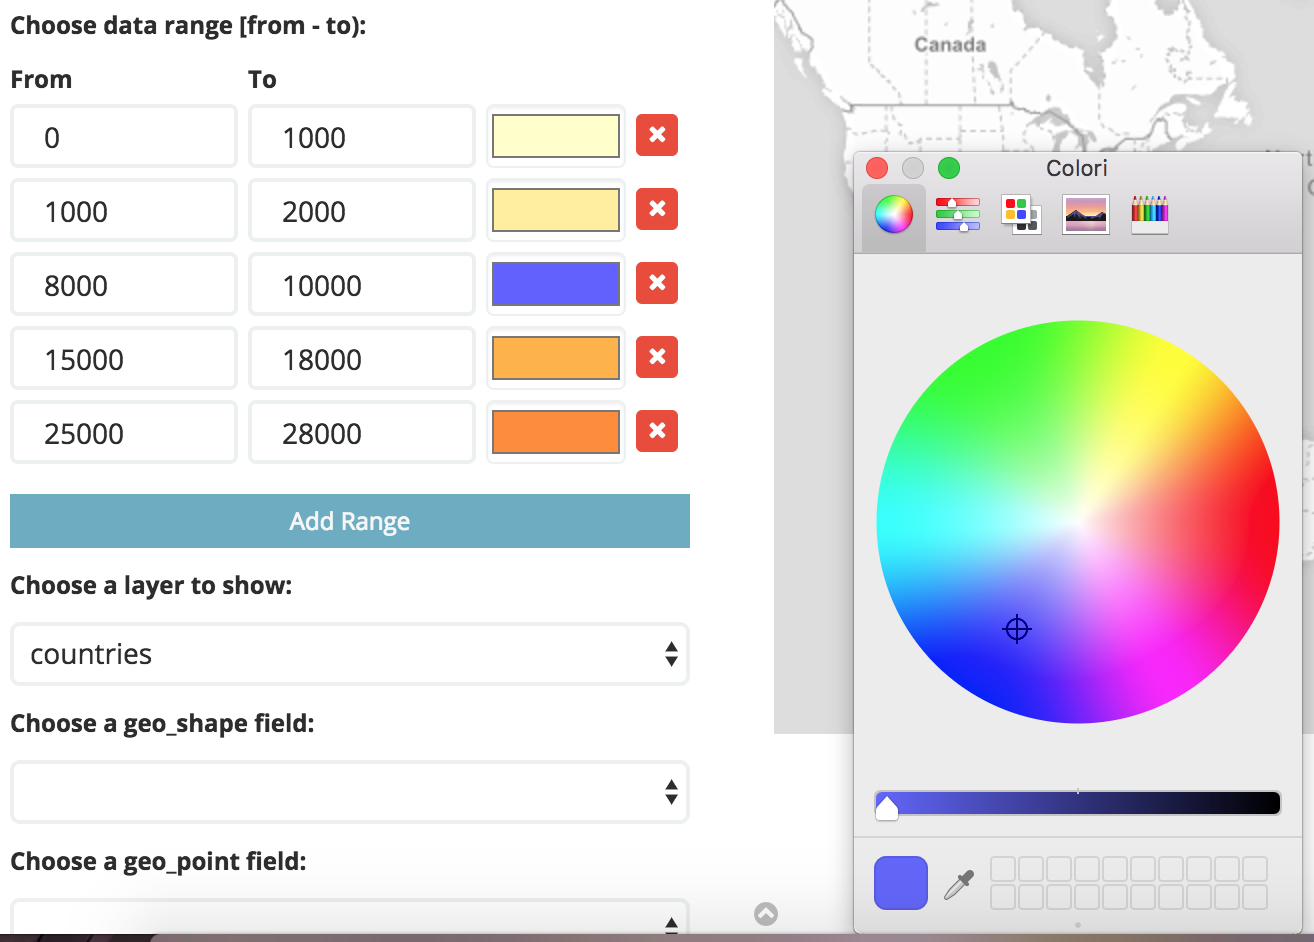 Choose data range [from - to):
From To
0 1000
1000 2000
8000 10000
15000 18000
25000 28000
Add Range
Choose a layer to show:
countries
Choose a geo_shape field:
Choose a geo_point field:
Canada
Colori